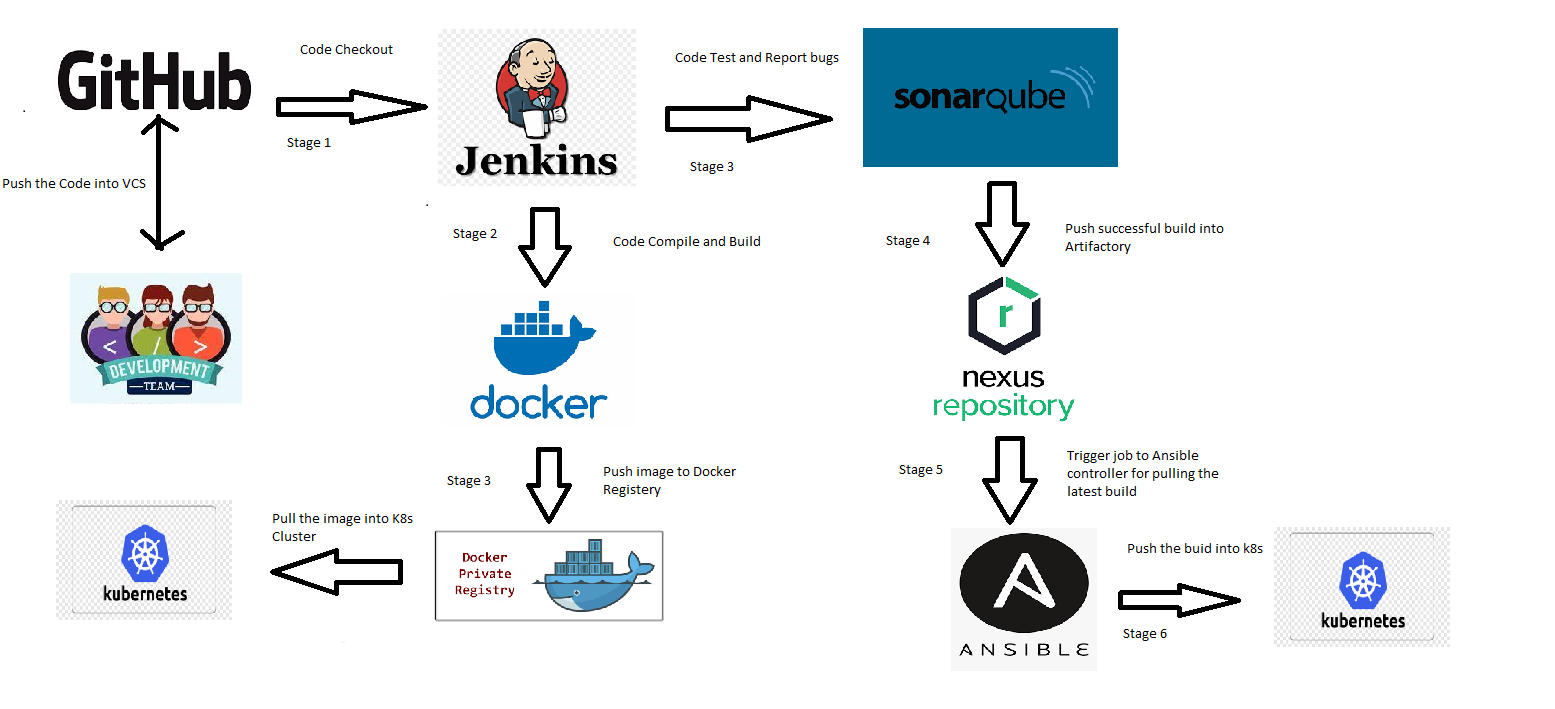 GitHub
Code Checkout
Stage 1
Jenkins
Code Test and Report bugs
Stage 3
sonarqube
Push the Code into VCS
Stage 2
Code Compile and Build
Stage 4
Push successful build into
Artifactory
< / >
DEVELOPMENT
TEAM
docker
r
nexus
repository
Stage 3
Push image to Docker
Registery
Stage 5
Trigger job to Ansible
controller for pulling the
latest build
kubernetes
Pull the image into K8s
Cluster
Docker
Private
Registry
A
ANSIBLE
Push the buid into k8s
Stage 6
kubernetes